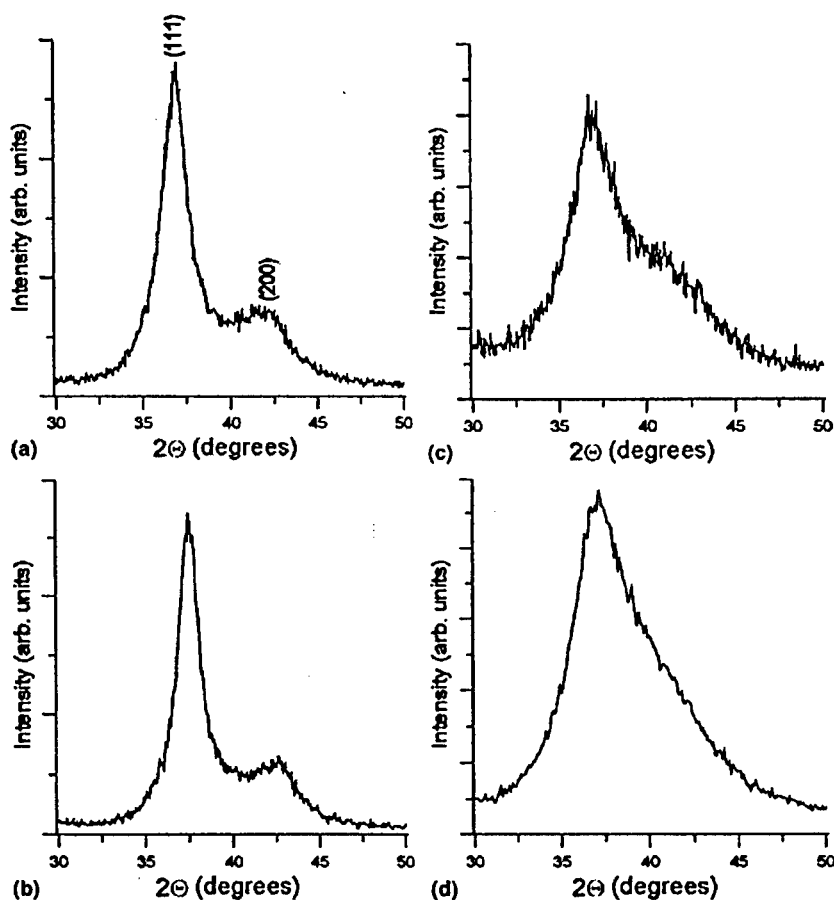 (111)
(200)
Intensity (arb. units)
30 35 40 45 50
(a) 2Θ (degrees)
Intensity (arb. units)
30 35 40 45 50
(c) 2Θ (degrees)
Intensity (arb. units)
30 35 40 45 50
(b) 2Θ (degrees)
Intensity (arb. units)
30 35 40 45 50
(d) 2Θ (degrees)